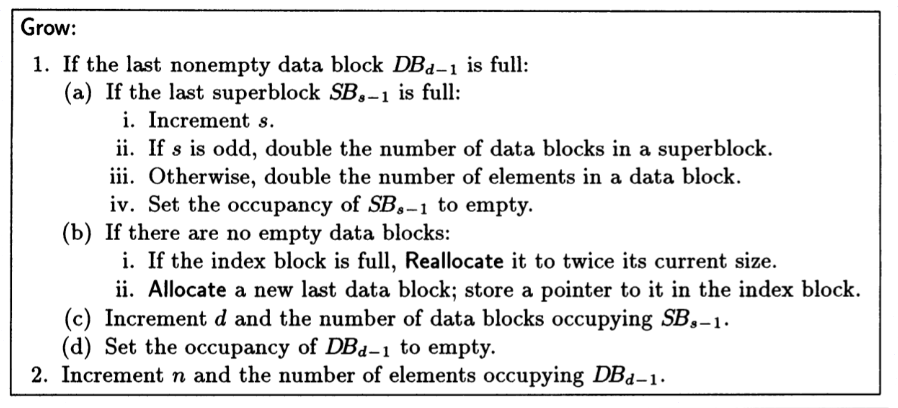 Grow:
1. If the last nonempty data block DB_{d−1} is full:
(a) If the last superblock SB_{s−1} is full:
i. Increment s.
ii. If s is odd, double the number of data blocks in a superblock.
iii. Otherwise, double the number of elements in a data block.
iv. Set the occupancy of SB_{s−1} to empty.
(b) If there are no empty data blocks:
i. If the index block is full, Reallocate it to twice its current size.
ii. Allocate a new last data block; store a pointer to it in the index block.
(c) Increment d and the number of data blocks occupying SB_{s−1}.
(d) Set the occupancy of DB_{d−1} to empty.
2. Increment n and the number of elements occupying DB_{d−1}.